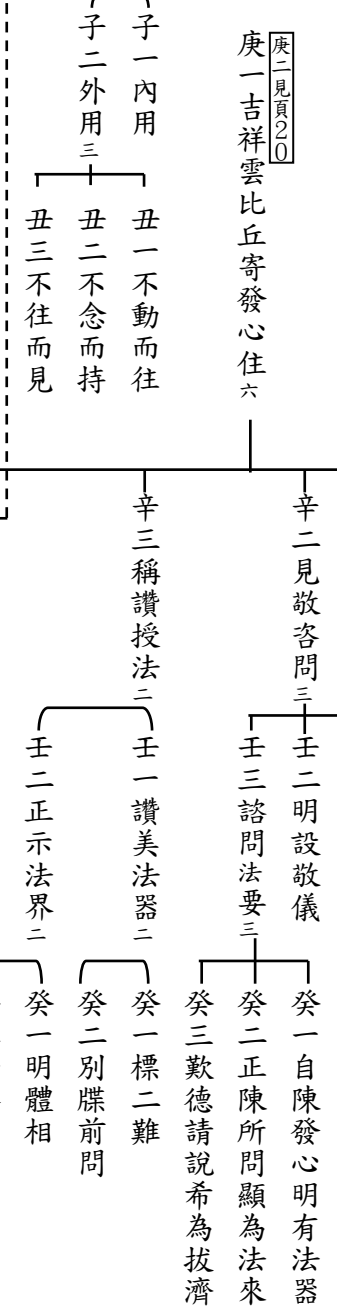 庚二見頁20
庚一吉祥雲比丘寄發心住六
辛二見敬咨問三
壬二明設敬儀
壬三諮問法要三
癸一自陳發心明有法器
癸二正陳所問顯為法來
癸三歎德請說希為拔濟
辛三稱讚授法二
壬一讚美法器二
癸一標二難
癸二別牒前問
壬二正示法界二
癸一明體相
子一內用
子二外用三
丑一不動而往
丑二不念而持
丑三不往而見